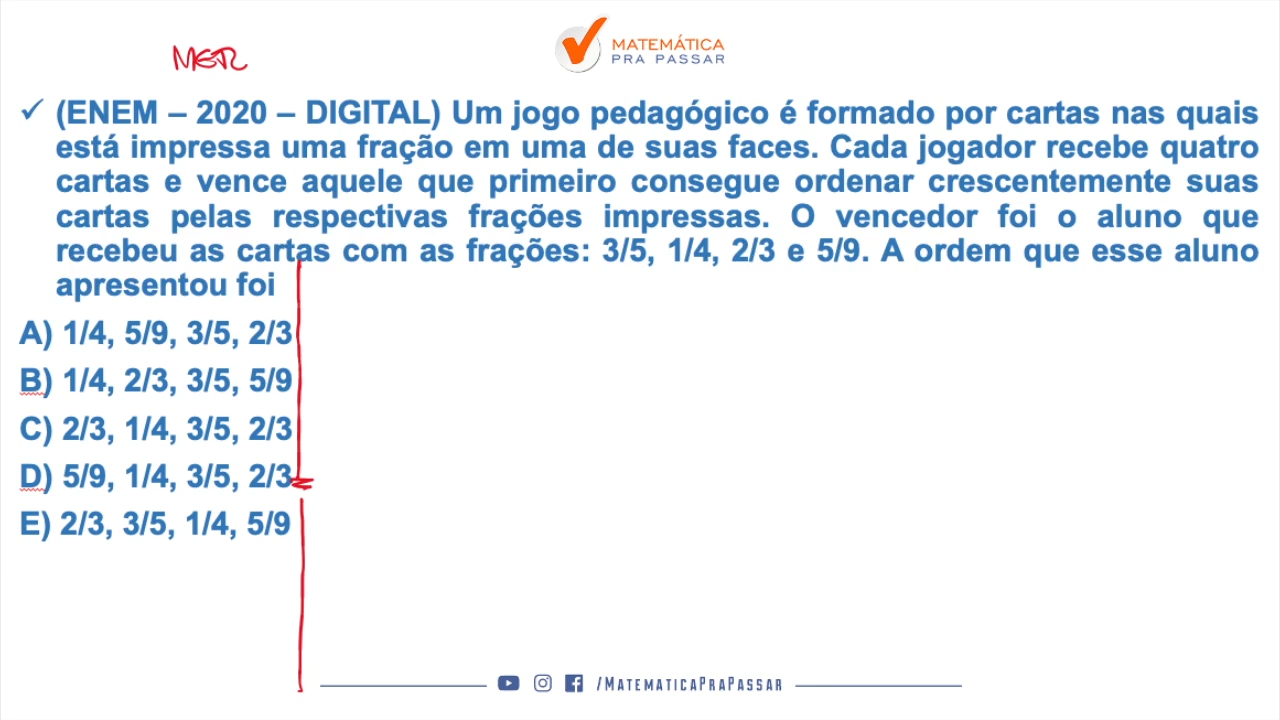 MATEMÁTICA
PRA PASSAR
✓ (ENEM – 2020 – DIGITAL) Um jogo pedagógico é formado por cartas nas quais
está impressa uma fração em uma de suas faces. Cada jogador recebe quatro
cartas e vence aquele que primeiro consegue ordenar crescentemente suas
cartas pelas respectivas frações impressas. O vencedor foi o aluno que
recebeu as cartas com as frações: 3/5, 1/4, 2/3 e 5/9. A ordem que esse aluno
apresentou foi
A) 1/4, 5/9, 3/5, 2/3
B) 1/4, 2/3, 3/5, 5/9
C) 2/3, 1/4, 3/5, 2/3
D) 5/9, 1/4, 3/5, 2/3
E) 2/3, 3/5, 1/4, 5/9
/MATEMATICAPRAPASSAR